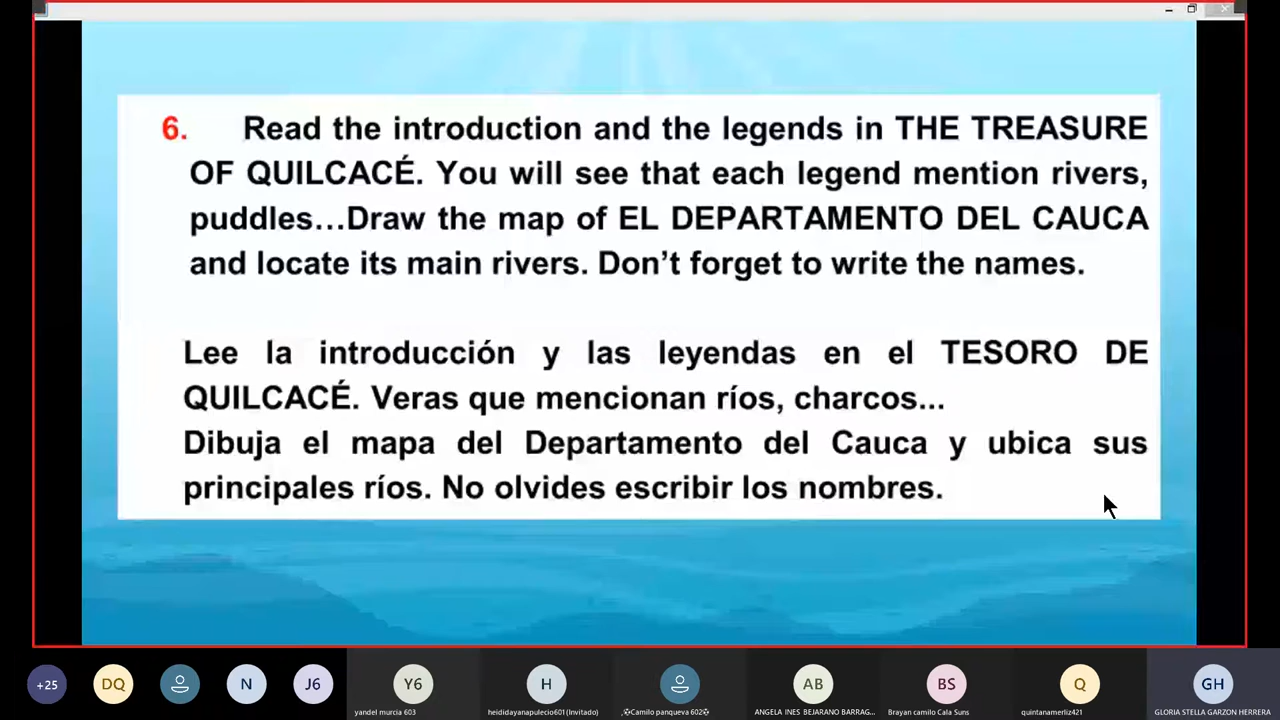 6. Read the introduction and the legends in THE TREASURE
OF QUILCACÉ. You will see that each legend mention rivers,
puddles...Draw the map of EL DEPARTAMENTO DEL CAUCA
and locate its main rivers. Don't forget to write the names.
Lee la introducción y las leyendas en el TESORO DE
QUILCACÉ. Veras que mencionan ríos, charcos...
Dibuja el mapa del Departamento del Cauca y ubica sus
principales ríos. No olvides escribir los nombres.
+25 DQ N J6 Y6 H AB BS Q GH
yandel murcia 603 heididayanapulecio601(Invitado) Camilo panqueva 602 ANGELA INES BEJARANO BARRAG... Brayan camilo Cala Suns quintanamerliz421 GLORIA STELLA GARZON HERRERA